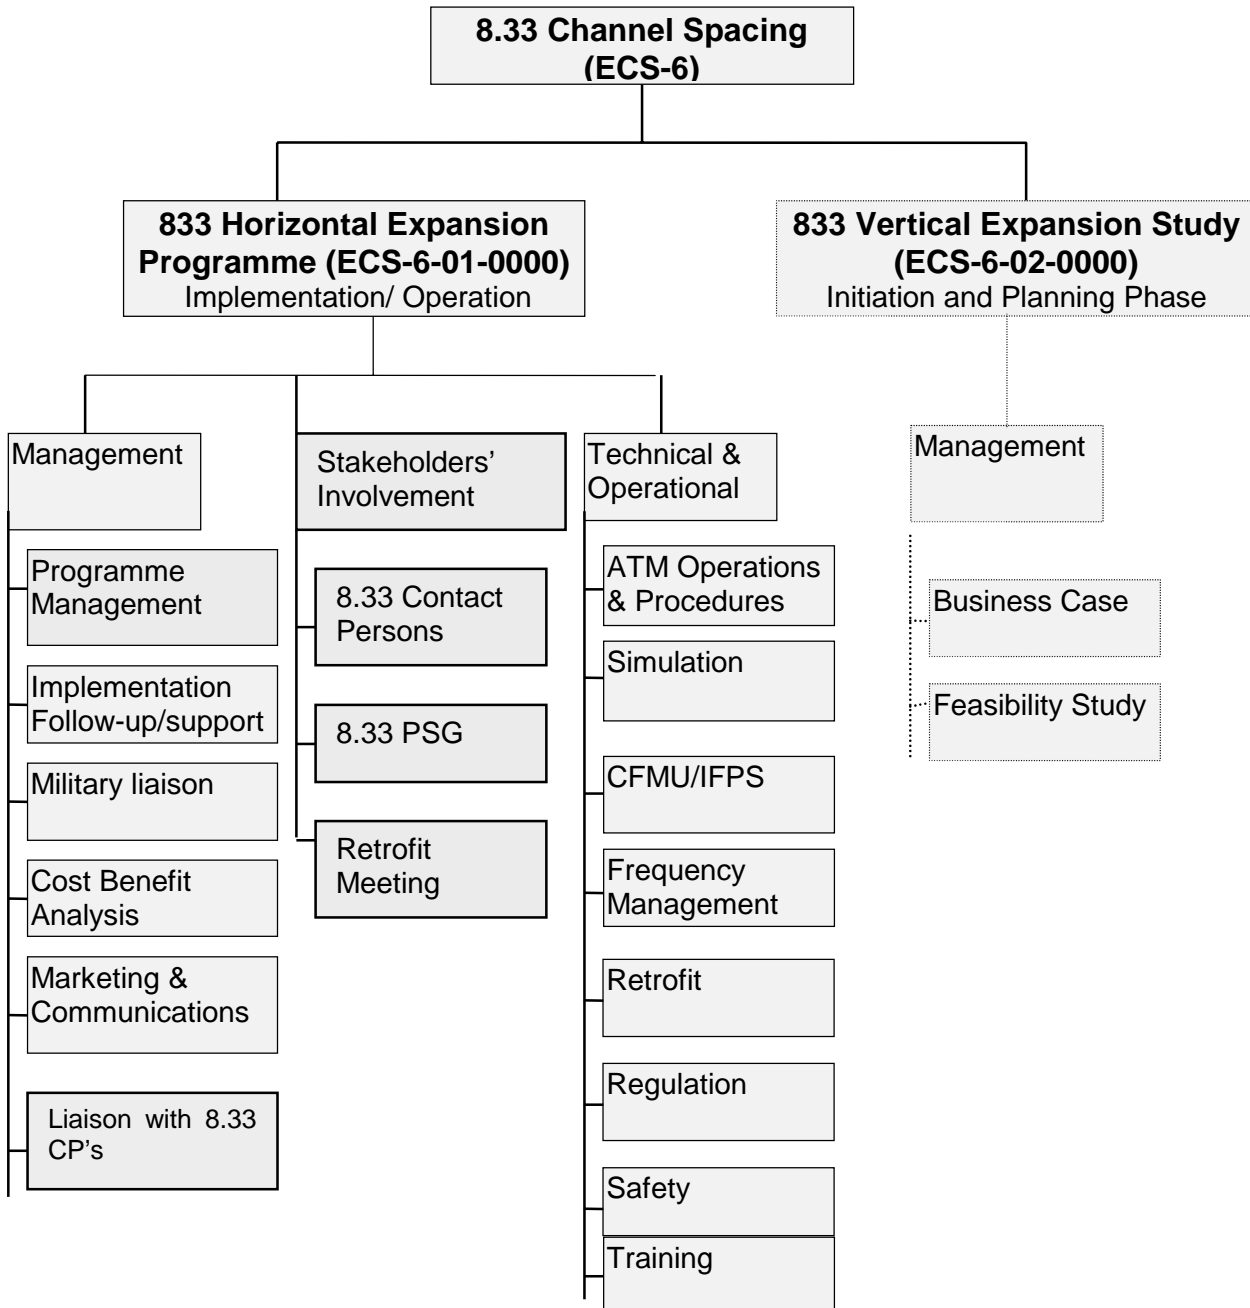 8.33 Channel Spacing
(ECS-6)
833 Horizontal Expansion
Programme (ECS-6-01-0000)
Implementation/ Operation
833 Vertical Expansion Study
(ECS-6-02-0000)
Initiation and Planning Phase
Management
Programme
Management
Implementation
Follow-up/support
Military liaison
Cost Benefit
Analysis
Marketing &
Communications
Liaison with 8.33
CP's
Stakeholders'
Involvement
8.33 Contact
Persons
8.33 PSG
Retrofit
Meeting
Technical &
Operational
ATM Operations
& Procedures
Simulation
CFMU/IFPS
Frequency
Management
Retrofit
Regulation
Safety
Training
Management
Business Case
Feasibility Study